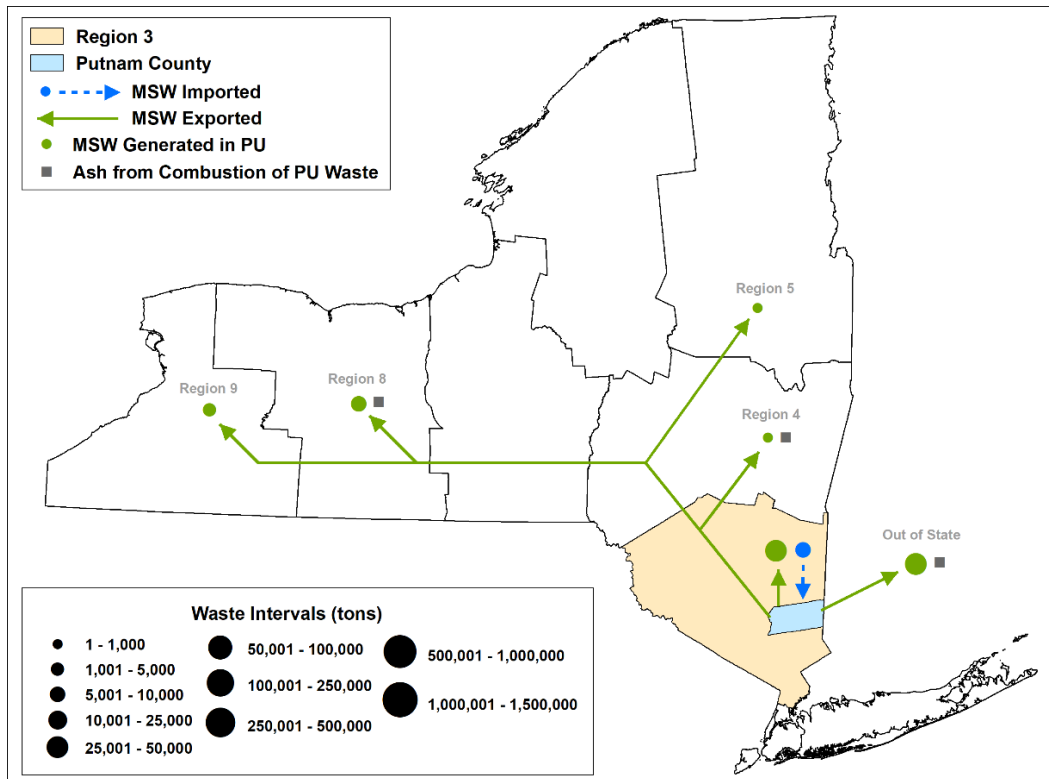 Region 3
Putnam County
MSW Imported
MSW Exported
MSW Generated in PU
Ash from Combustion of PU Waste
Region 5
Region 9
Region 8
Region 4
Out of State
Waste Intervals (tons)
1 - 1,000
1,001 - 5,000
5,001 - 10,000
10,001 - 25,000
25,001 - 50,000
50,001 - 100,000
100,001 - 250,000
250,001 - 500,000
500,001 - 1,000,000
1,000,001 - 1,500,000